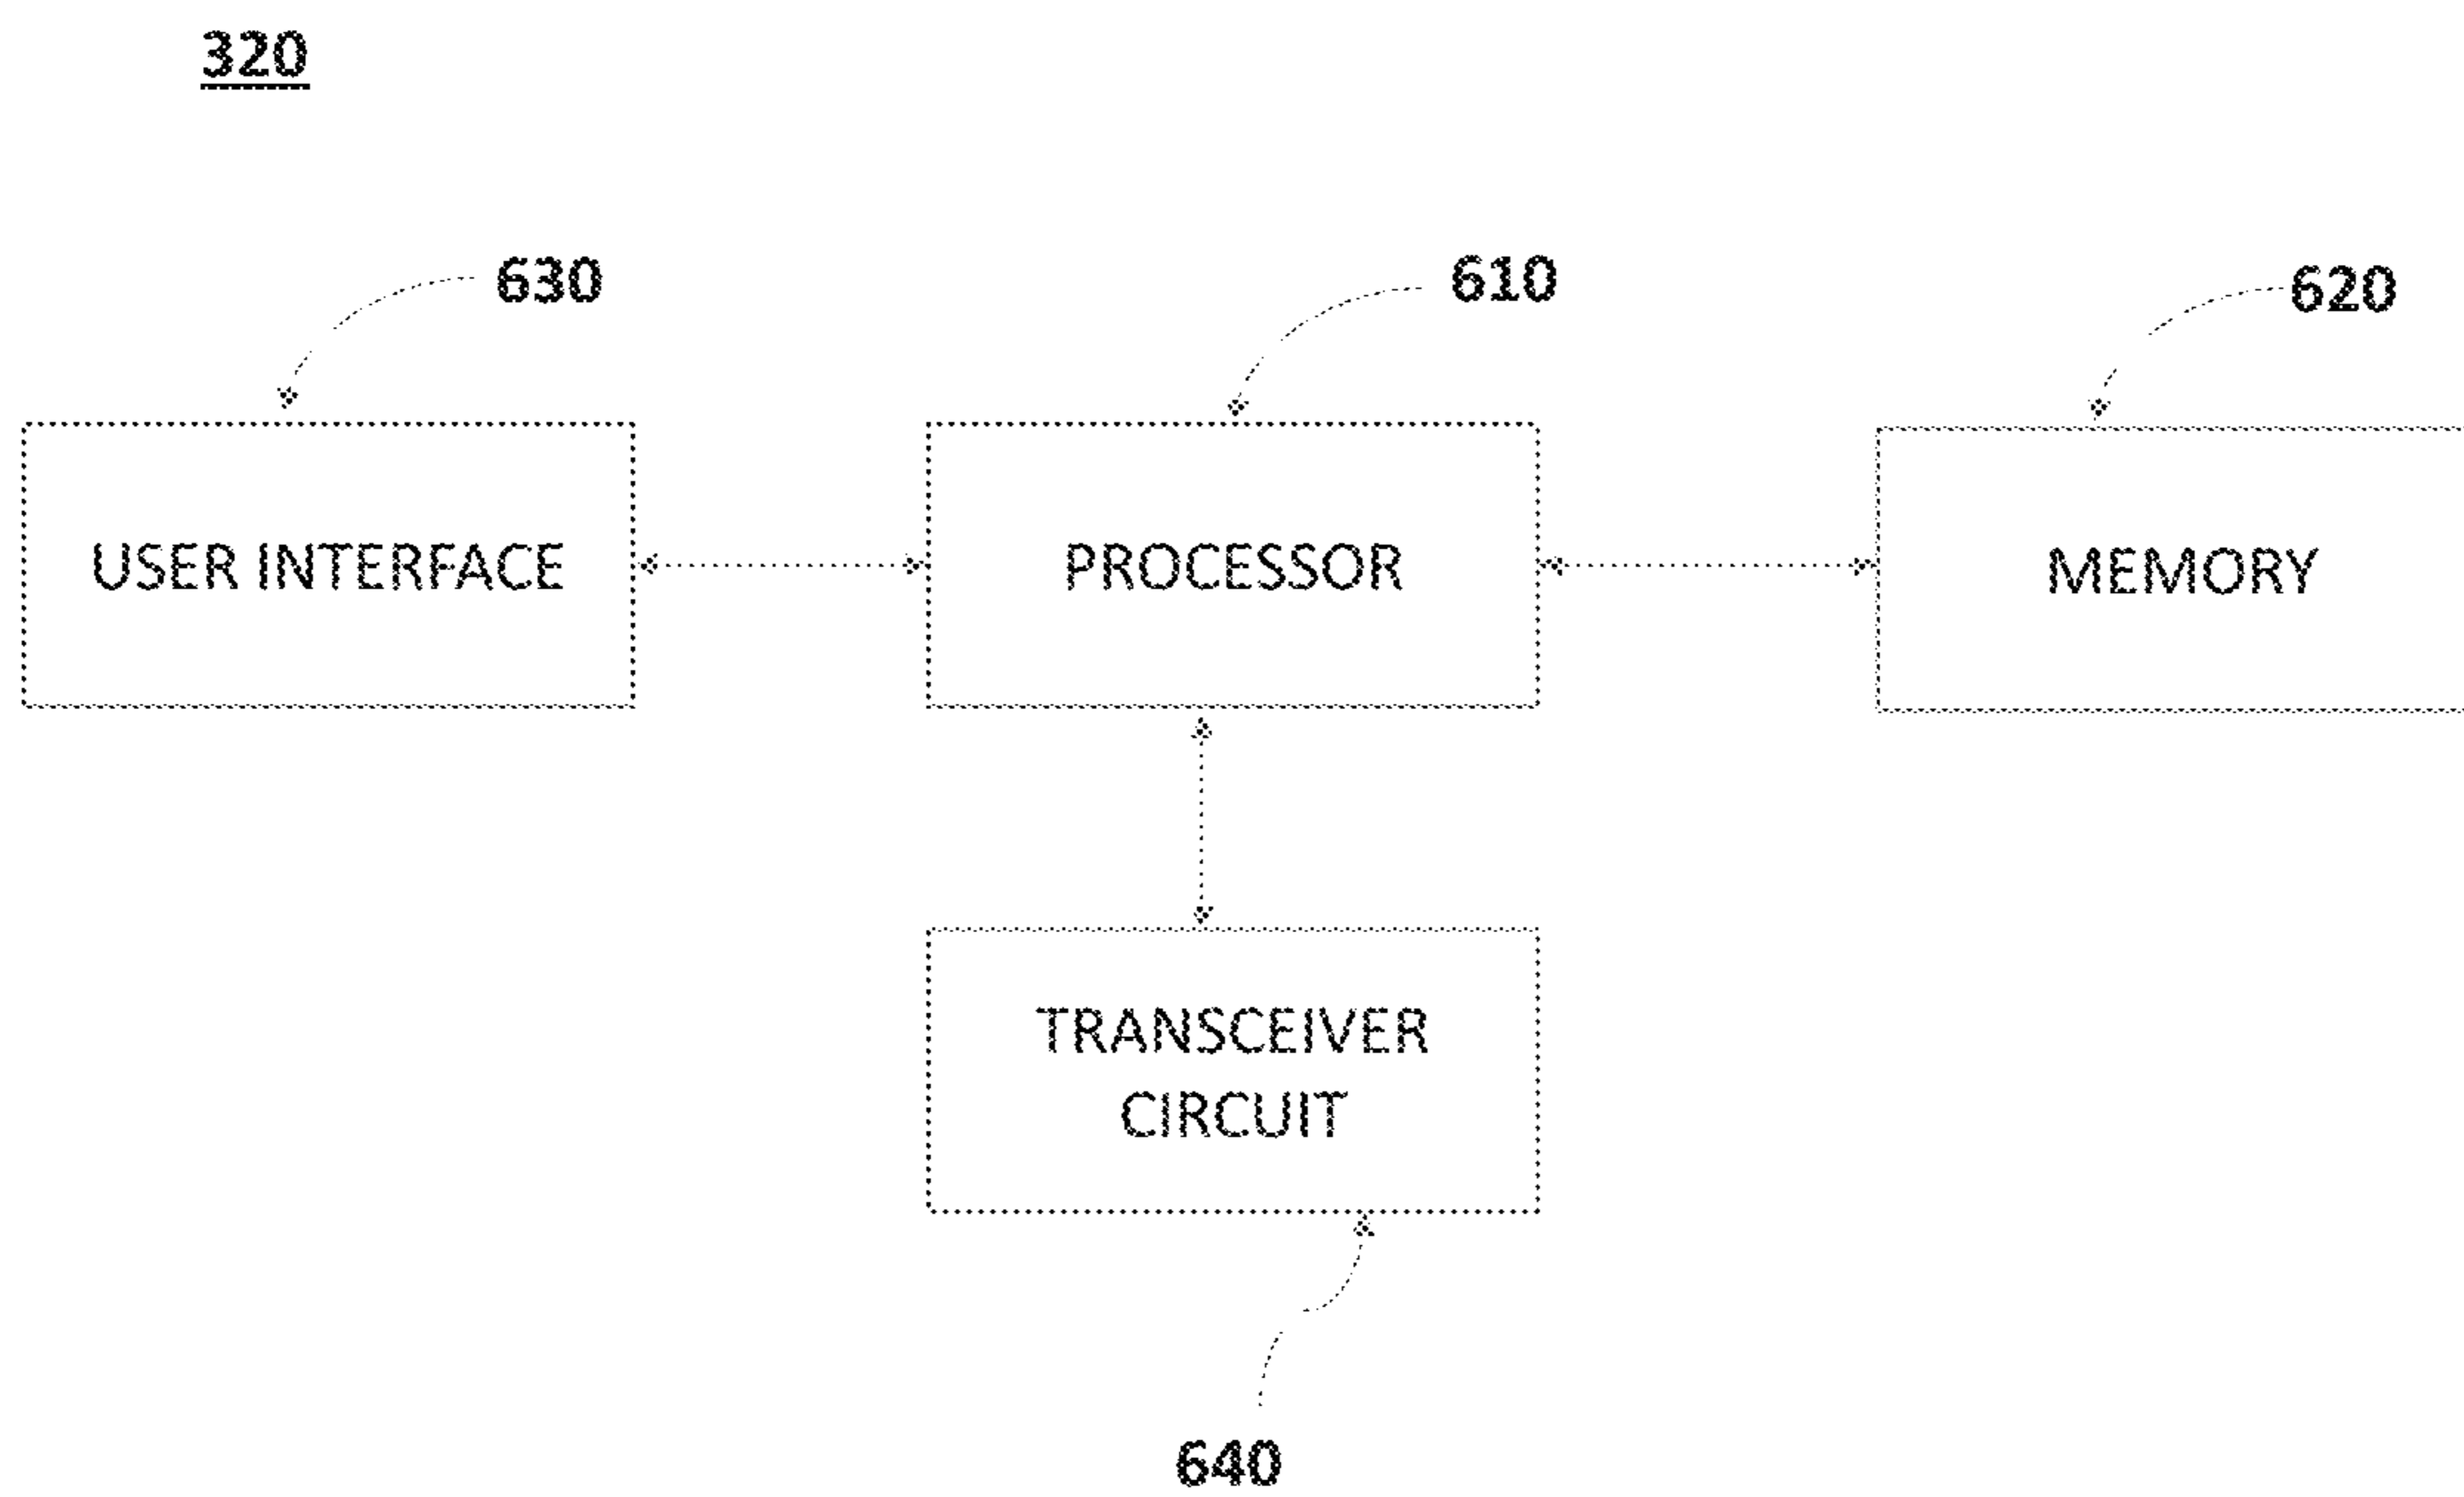 320
630
610
620
USER INTERFACE
PROCESSOR
MEMORY
TRANSCEIVER
CIRCUIT
640